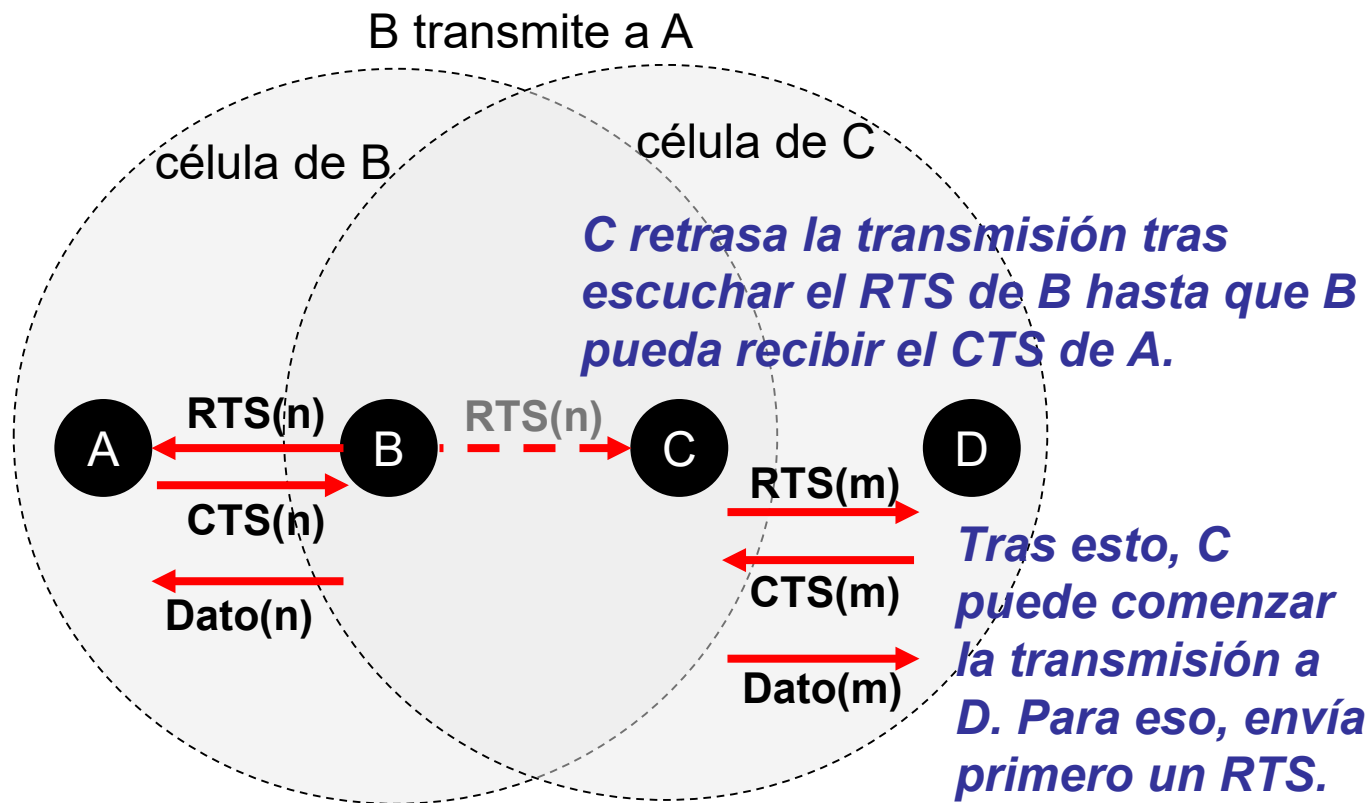 B transmite a A
célula de B
célula de C
C retrasa la transmisión tras
escuchar el RTS de B hasta que B
pueda recibir el CTS de A.
RTS(n)
RTS(n)
A
B
C
D
CTS(n)
RTS(m)
Dato(n)
CTS(m)
Dato(m)
Tras esto, C
puede comenzar
la transmisión a
D. Para eso, envía
primero un RTS.